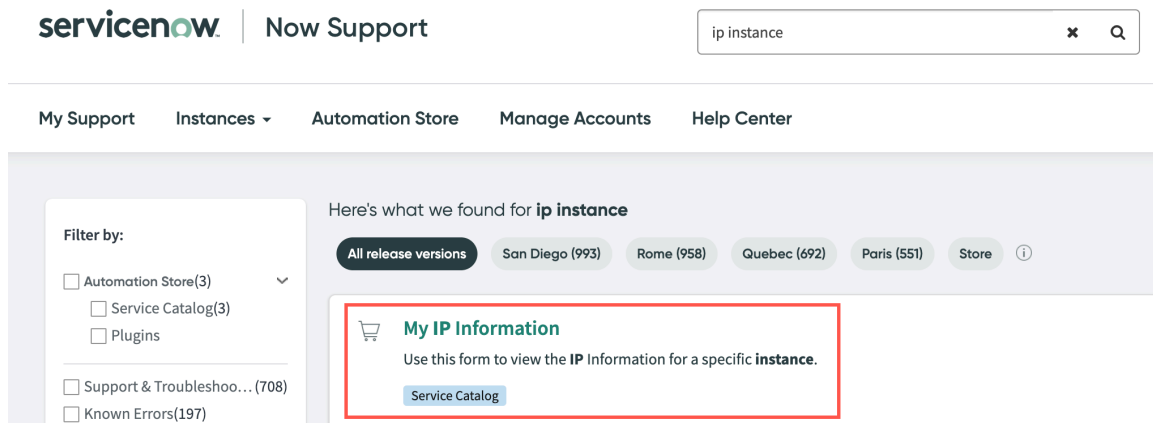 servicenow. Now Support
ip instance
My Support Instances Automation Store Manage Accounts Help Center
Filter by:
Automation Store(3)
Service Catalog(3)
Plugins
Support & Troubleshoo...(708)
Known Errors(197)
Here's what we found for ip instance
All release versions San Diego (993) Rome (958) Quebec (692) Paris (551) Store
My IP Information
Use this form to view the IP Information for a specific instance.
Service Catalog